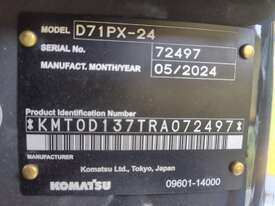 MODEL D71PX-24
SERIAL NO. 72497
MANUFACT. MONTH/YEAR 05/2024
Product Identification Number
*KMT0D137TRA072497*
Komatsu Ltd., Tokyo, Japan
KOMATSU 09601-14000